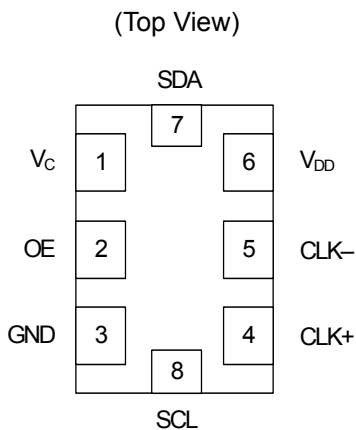 (Top View)
SDA
7
VC 1 6 VDD
OE 2 5 CLK–
GND 3 4 CLK+
8
SCL